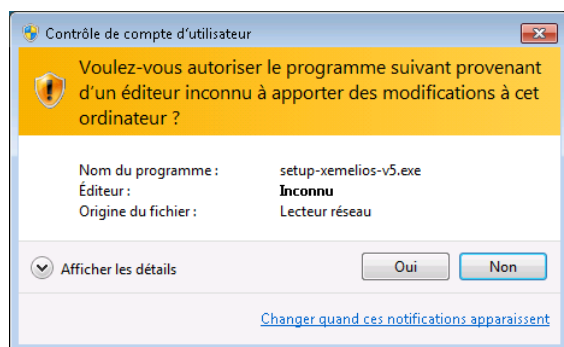 Contrôle de compte d'utilisateur
Voulez-vous autoriser le programme suivant provenant
d'un éditeur inconnu à apporter des modifications à cet
ordinateur ?
Nom du programme : setup-xemelios-v5.exe
Éditeur : Inconnu
Origine du fichier : Lecteur réseau
Afficher les détails Oui Non
Changer quand ces notifications apparaissent